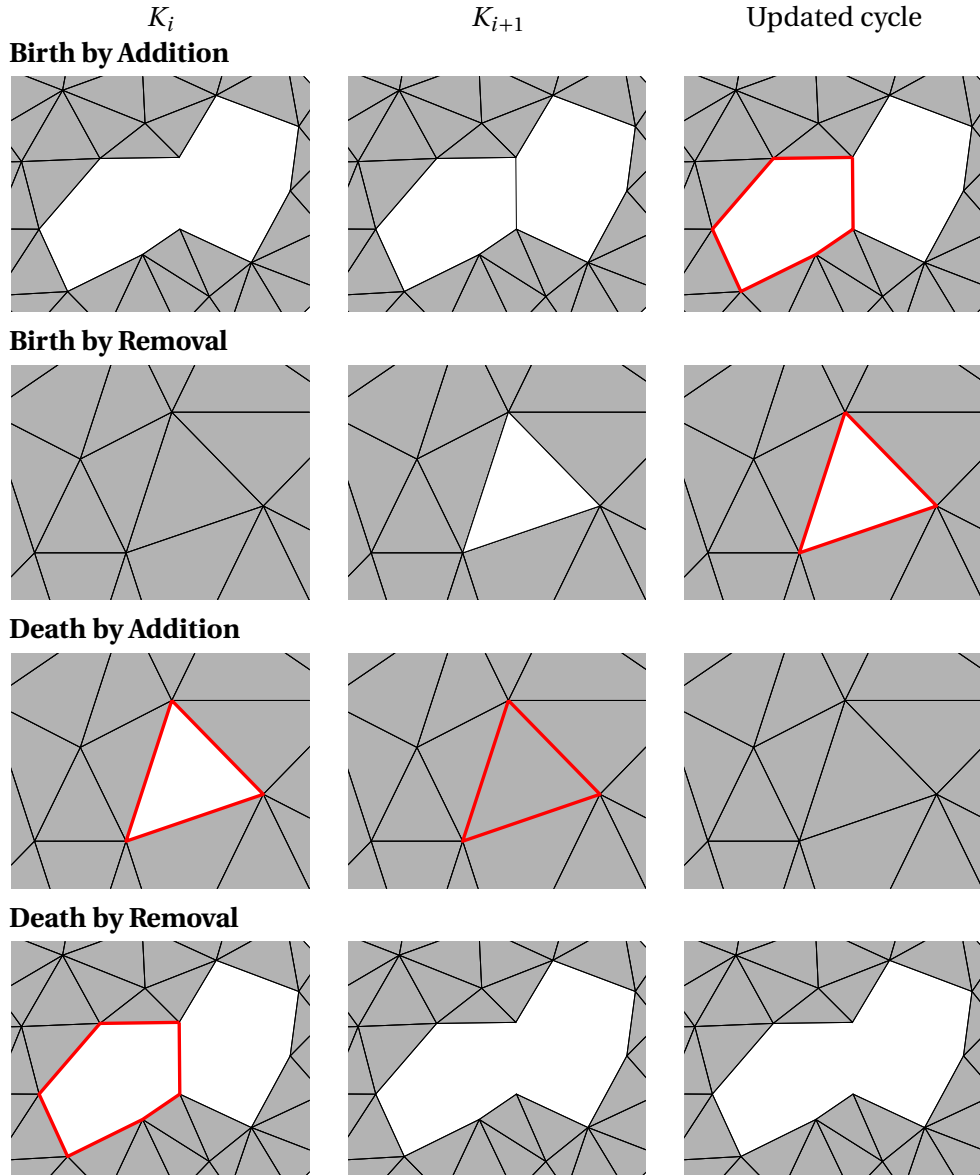 K_i K_{i+1} Updated cycle
Birth by Addition
Birth by Removal
Death by Addition
Death by Removal